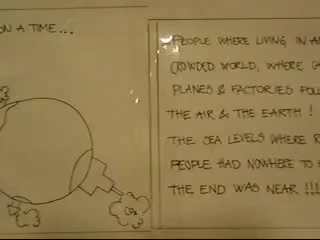 ON A TIME...
PEOPLE WHERE LIVING IN
CROWDED WORLD, WHERE
PLANES & FACTORIES
THE AIR & THE EARTH !
THE SEA LEVELS WHERE
PEOPLE HAD NOWHERE TO
THE END WAS NEAR !!!